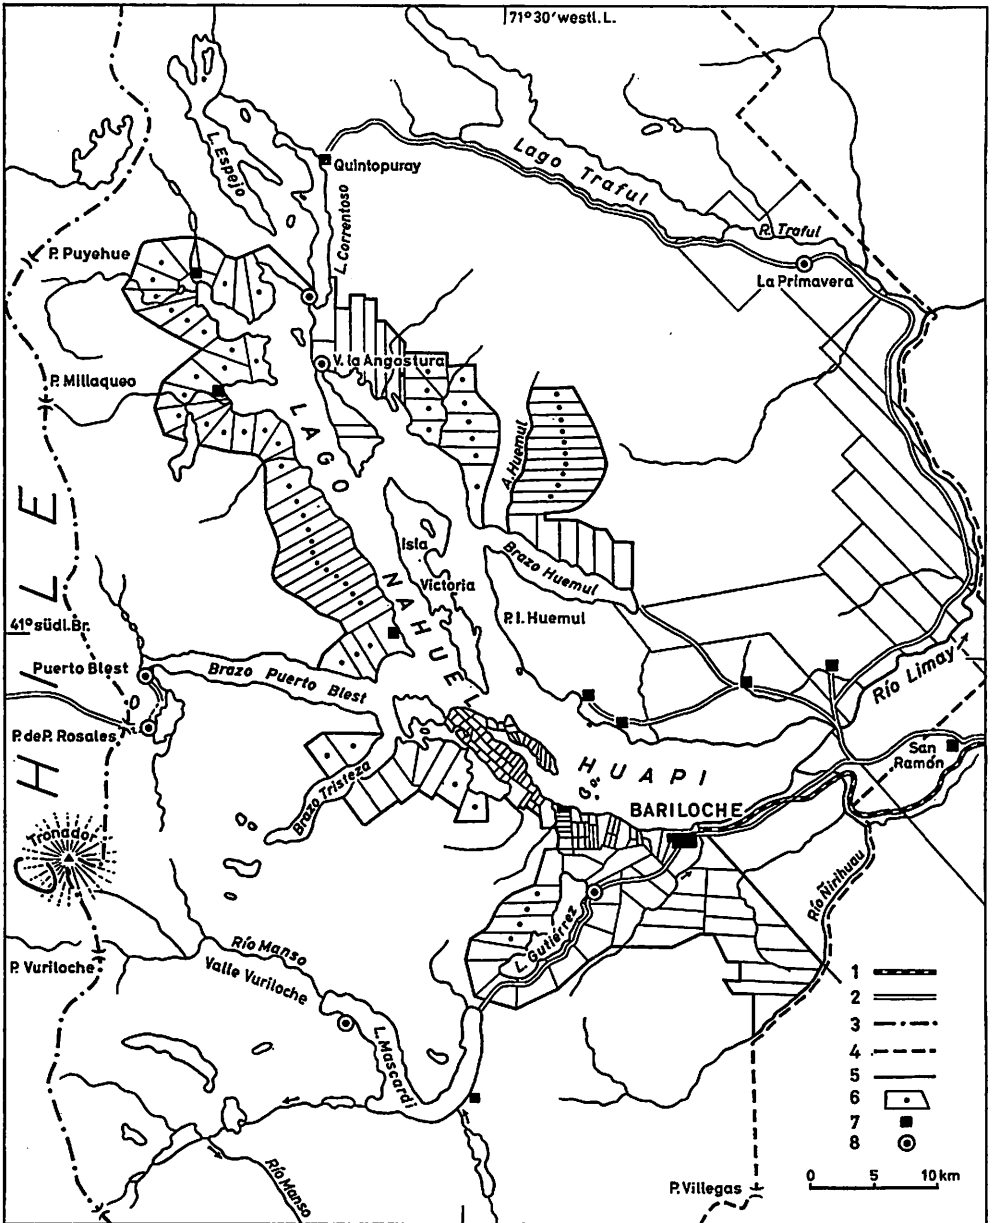 71°30′westl.L.
L. Espejo
Quintopuray
Lago Traful
L. Correntoso
R. Traful
P. Puyehue
La Primavera
V. la Angostura
P. Millaqueo
A. Huemul
CHILE
LAGO NAHUEL HUAPI
Isla
Victoria
Brazo Huemul
P. I. Huemul
41° südl.Br.
Puerto Blest
Brazo Puerto Blest
Río Limay
P. de P. Rosales
San
Ramón
Brazo Tristeza
BARILOCHE
Tronador
Río Ñirihuau
L. Gutiérrez
Río Manso
Valle Vuriloche
P. Vuriloche
L. Mascardi
1
2
3
4
5
6
7
8
0 5 10 km
Río Manso
P. Villegas